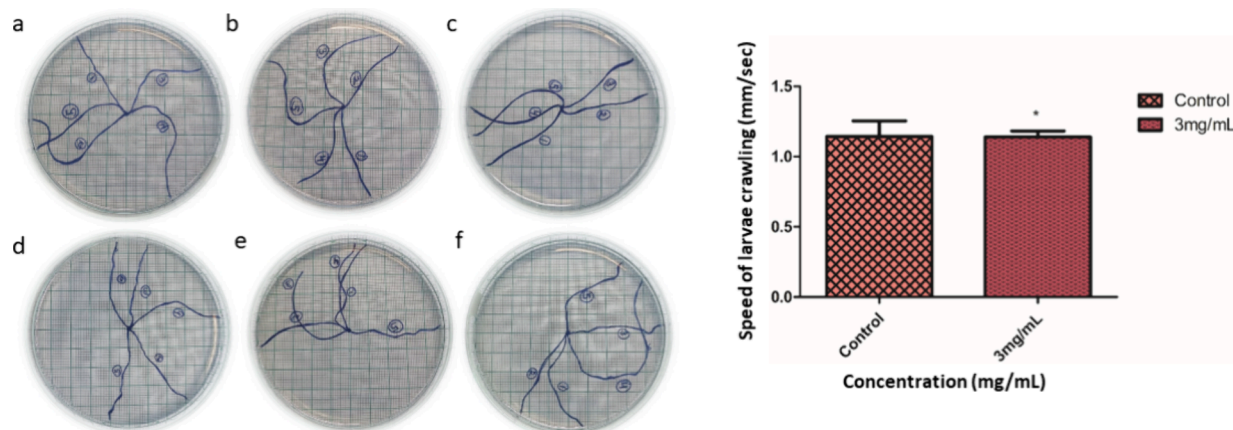 a
b
c
d
e
f
Speed of larvae crawling (mm/sec)
1.5
1.0
0.5
0.0
*
Control
3mg/mL
Control
3mg/mL
Concentration (mg/mL)